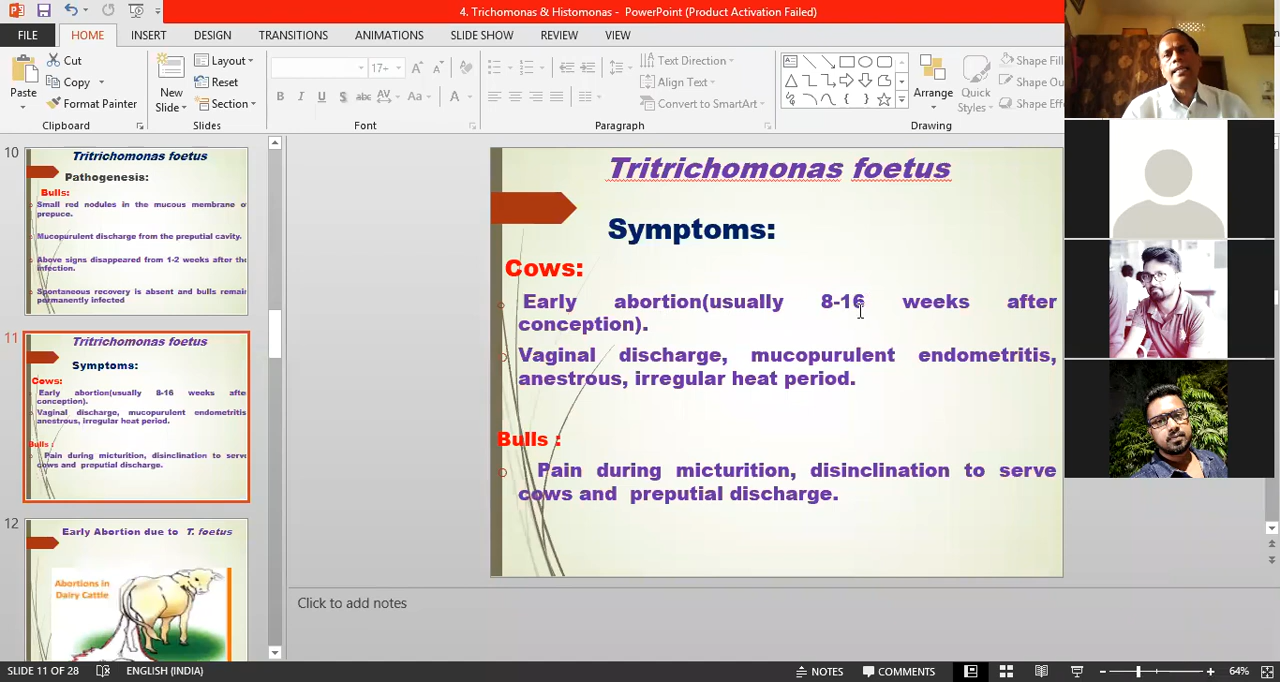 4. Trichomonas & Histomonas - PowerPoint (Product Activation Failed)
FILE
HOME
INSERT
DESIGN
TRANSITIONS
ANIMATIONS
SLIDE SHOW
REVIEW
VIEW
Paste
Cut
Copy
Format Painter
Clipboard
New
Slide
Layout
Reset
Section
Slides
17+
B I U S abc AV Aa A
Font
Text Direction
Align Text
Convert to SmartArt
Paragraph
Arrange
Quick
Styles
Shape Fill
Shape Ou
Shape Effe
Drawing
10
Tritrichomonas foetus
Pathogenesis:
Bulls:
Small red nodules in the mucous membrane of
prepuce.
Mucopurulent discharge from the preputial cavity.
Above signs disappeared from 1-2 weeks after the
infection.
Spontaneous recovery is absent and bulls remain
permanently infected
11
Tritrichomonas foetus
Symptoms:
Cows:
Early abortion(usually 8-16 weeks after
conception).
Vaginal discharge, mucopurulent endometritis,
anestrous, irregular heat period.
Bulls :
Pain during micturition, disinclination to serve
cows and preputial discharge.
12
Early Abortion due to T. foetus
Abortions in
Dairy Cattle
Tritrichomonas foetus
Symptoms:
Cows:
Early abortion(usually 8-16 weeks after
conception).
Vaginal discharge, mucopurulent endometritis,
anestrous, irregular heat period.
Bulls :
Pain during micturition, disinclination to serve
cows and preputial discharge.
Click to add notes
SLIDE 11 OF 28
ENGLISH (INDIA)
NOTES
COMMENTS
64%